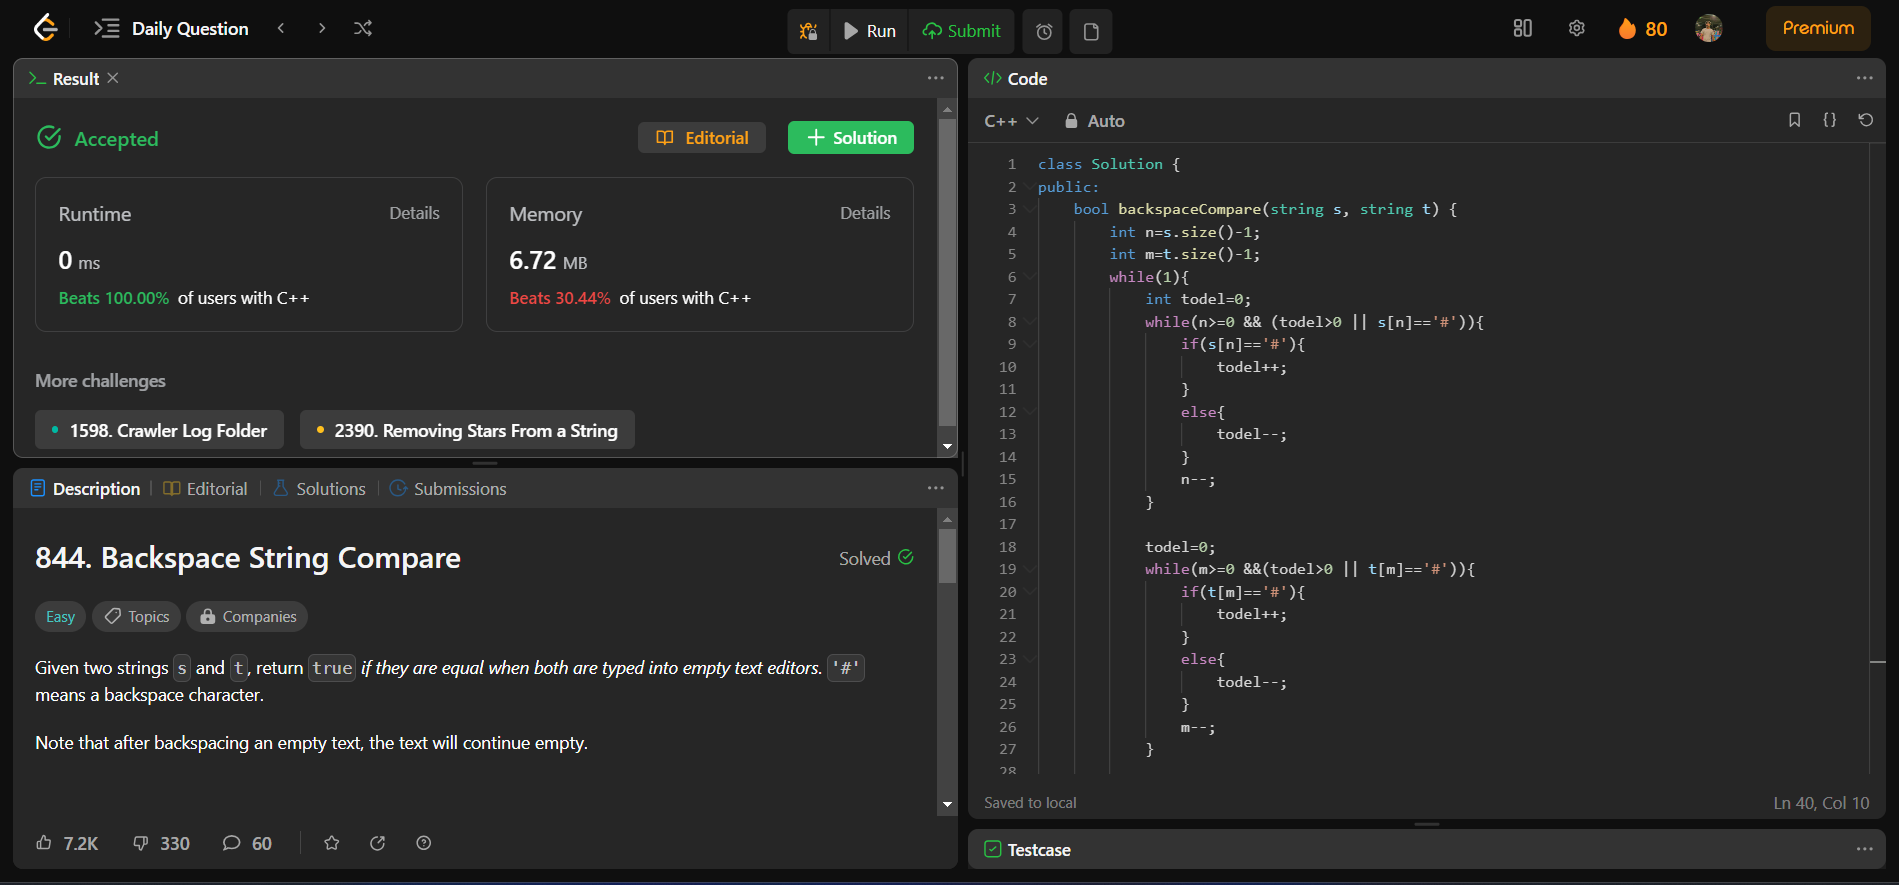 Daily Question
Run
Submit
80
Premium
Result
Accepted
Editorial
Solution
Runtime
Details
0 ms
Beats 100.00% of users with C++
Memory
Details
6.72 MB
Beats 30.44% of users with C++
More challenges
1598. Crawler Log Folder
2390. Removing Stars From a String
Description
Editorial
Solutions
Submissions
844. Backspace String Compare
Solved
Easy
Topics
Companies
Given two strings s and t, return true if they are equal when both are typed into empty text editors. '#'
means a backspace character.
Note that after backspacing an empty text, the text will continue empty.
7.2K
330
60
</> Code
C++
Auto
{}
1 class Solution {
2 public:
3 bool backspaceCompare(string s, string t) {
4 int n=s.size()-1;
5 int m=t.size()-1;
6 while(1){
7 int todel=0;
8 while(n>=0 && (todel>0 || s[n]=='#')){
9 if(s[n]=='#'){
10 todel++;
11 }
12 else{
13 todel--;
14 }
15 n--;
16 }
17
18 todel=0;
19 while(m>=0 &&(todel>0 || t[m]=='#')){
20 if(t[m]=='#'){
21 todel++;
22 }
23 else{
24 todel--;
25 }
26 m--;
27 }
28
Saved to local
Ln 40, Col 10
Testcase